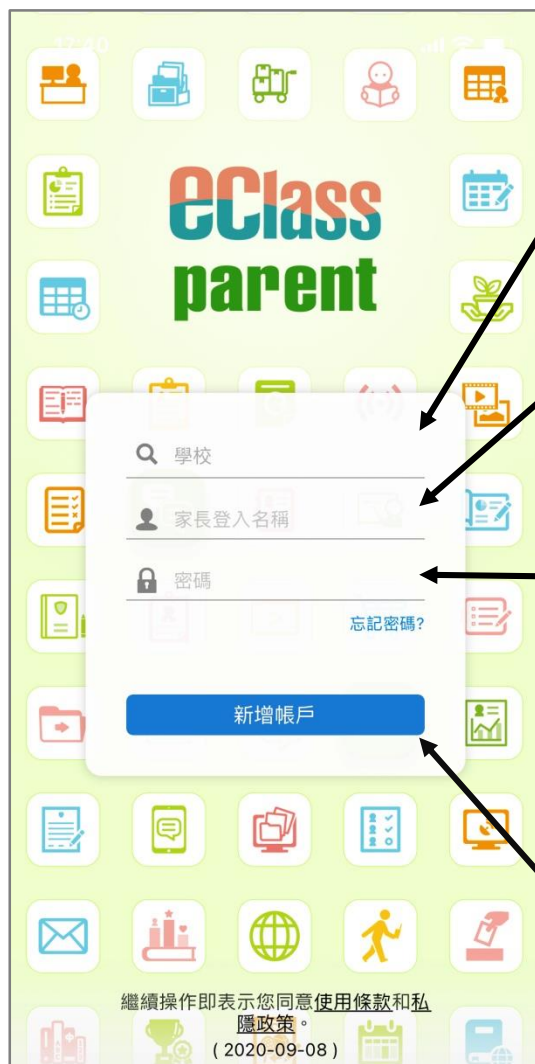 17:40
eClass
parent
學校
家長登入名稱
密碼
忘記密碼?
新增帳戶
繼續操作即表示您同意使用條款和私
隱政策。
( 2020-09-08 )